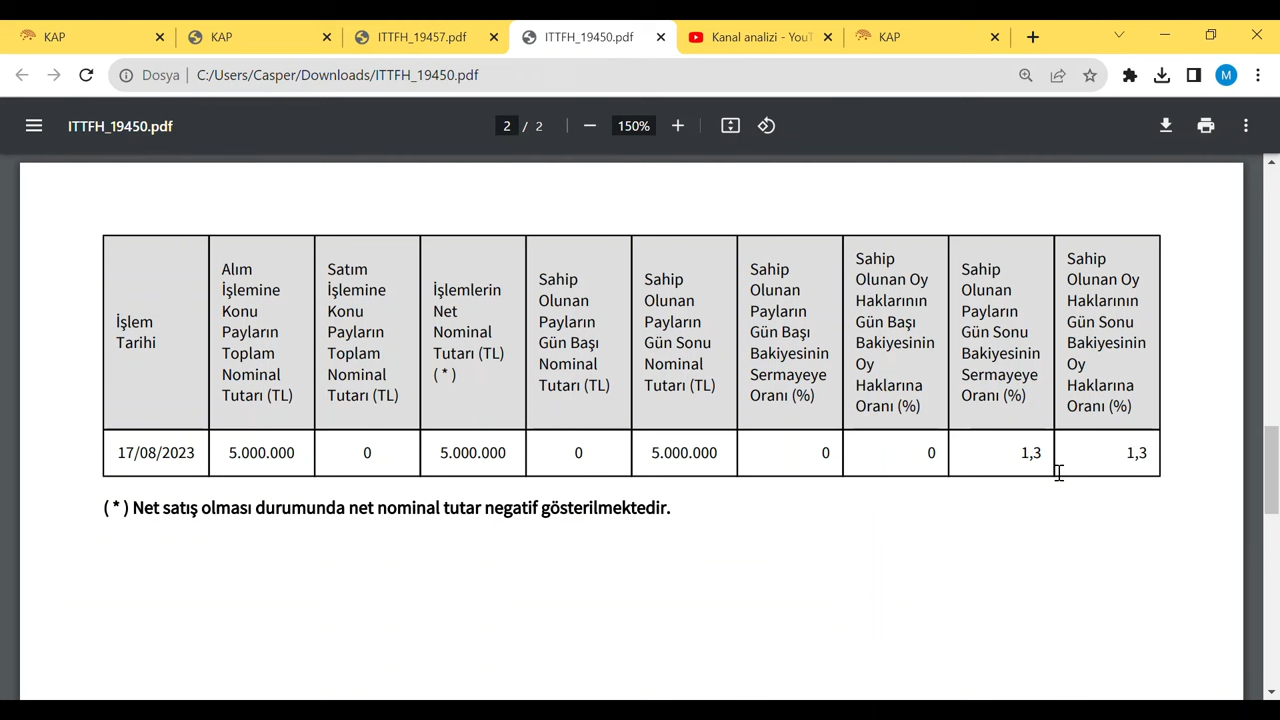 KAP
KAP
ITTFH_19457.pdf
ITTFH_19450.pdf
Kanal analizi - YouT
KAP
Dosya
C:/Users/Casper/Downloads/ITTFH_19450.pdf
M
ITTFH_19450.pdf
2 / 2
150%
İşlem
Tarihi
Alım
İşlemine
Konu
Payların
Toplam
Nominal
Tutarı (TL)
Satım
İşlemine
Konu
Payların
Toplam
Nominal
Tutarı (TL)
İşlemlerin
Net
Nominal
Tutarı (TL)
( * )
Sahip
Olunan
Payların
Gün Başı
Nominal
Tutarı (TL)
Sahip
Olunan
Payların
Gün Sonu
Nominal
Tutarı (TL)
Sahip
Olunan
Payların
Gün Başı
Bakiyesinin
Sermayeye
Oranı (%)
Sahip
Olunan Oy
Haklarının
Gün Başı
Bakiyesinin
Oy
Haklarına
Oranı (%)
Sahip
Olunan
Payların
Gün Sonu
Bakiyesinin
Sermayeye
Oranı (%)
Sahip
Olunan Oy
Haklarının
Gün Sonu
Bakiyesinin
Oy
Haklarına
Oranı (%)
17/08/2023 5.000.000 0 5.000.000 0 5.000.000 0 0 1,3 1,3
( * ) Net satış olması durumunda net nominal tutar negatif gösterilmektedir.